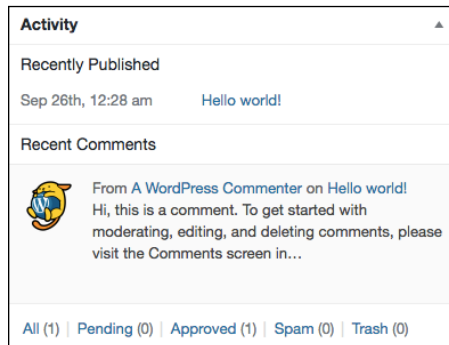 Activity
Recently Published
Sep 26th, 12:28 am Hello world!
Recent Comments
From A WordPress Commenter on Hello world!
Hi, this is a comment. To get started with
moderating, editing, and deleting comments, please
visit the Comments screen in…
All (1) | Pending (0) | Approved (1) | Spam (0) | Trash (0)